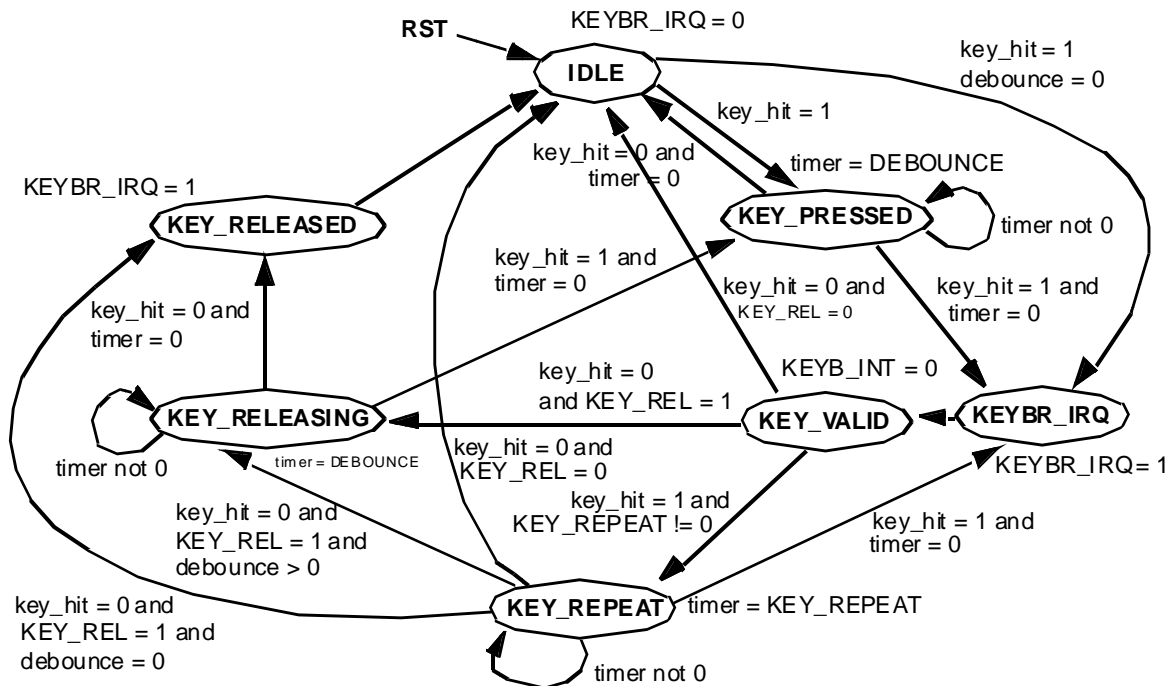 KEYBR_IRQ = 0
RST
IDLE
key_hit = 1
debounce = 0
key_hit = 1
key_hit = 0 and
timer = 0
timer = DEBOUNCE
KEYBR_IRQ = 1
KEY_RELEASED
KEY_PRESSED
timer not 0
key_hit = 1 and
timer = 0
key_hit = 0 and
KEY_REL = 0
key_hit = 1 and
timer = 0
key_hit = 0 and
timer = 0
KEYB_INT = 0
key_hit = 0
and KEY_REL = 1
KEY_RELEASING
KEY_VALID
KEYBR_IRQ
timer not 0
timer = DEBOUNCE
key_hit = 0 and
KEY_REL = 0
KEYBR_IRQ = 1
key_hit = 1 and
KEY_REPEAT != 0
key_hit = 0 and
KEY_REL = 1 and
debounce > 0
key_hit = 1 and
timer = 0
key_hit = 0 and
KEY_REL = 1 and
debounce = 0
KEY_REPEAT
timer = KEY_REPEAT
timer not 0